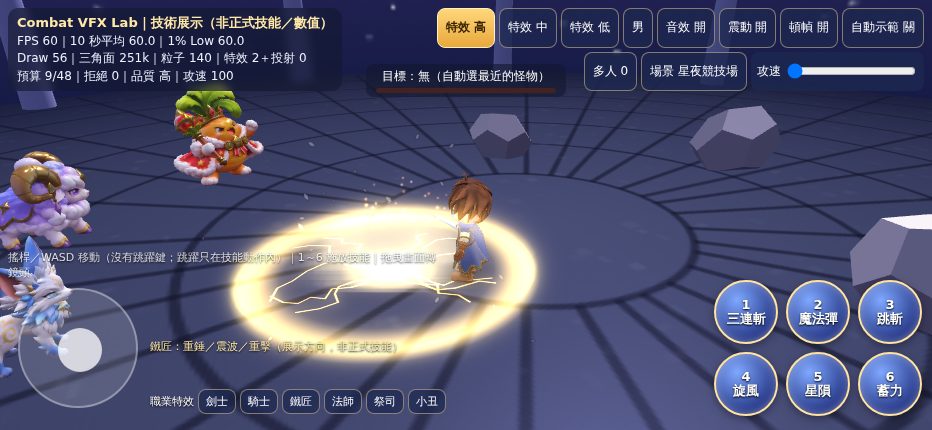 Combat VFX Lab｜技術展示（非正式技能／數值）
FPS 60｜10 秒平均 60.0｜1% Low 60.0
Draw 56｜三角面 251k｜粒子 140｜特效 2＋投射 0
預算 9/48｜拒絕 0｜品質 高｜攻速 100
特效 高
特效 中
特效 低
男
音效 開
震動 開
頓幀 開
自動示範 關
目標：無（自動選最近的怪物）
多人 0
場景 星夜競技場
攻速
搖桿／WASD 移動（沒有跳躍鍵；跳躍只在技能動作內）｜1～6 施放技能｜拖曳畫面轉
鏡頭
鐵匠：重錘／震波／重擊（展示方向，非正式技能）
職業特效
劍士
騎士
鐵匠
法師
祭司
小丑
1
三連斬
2
魔法彈
3
跳斬
4
旋風
5
星隕
6
蓄力